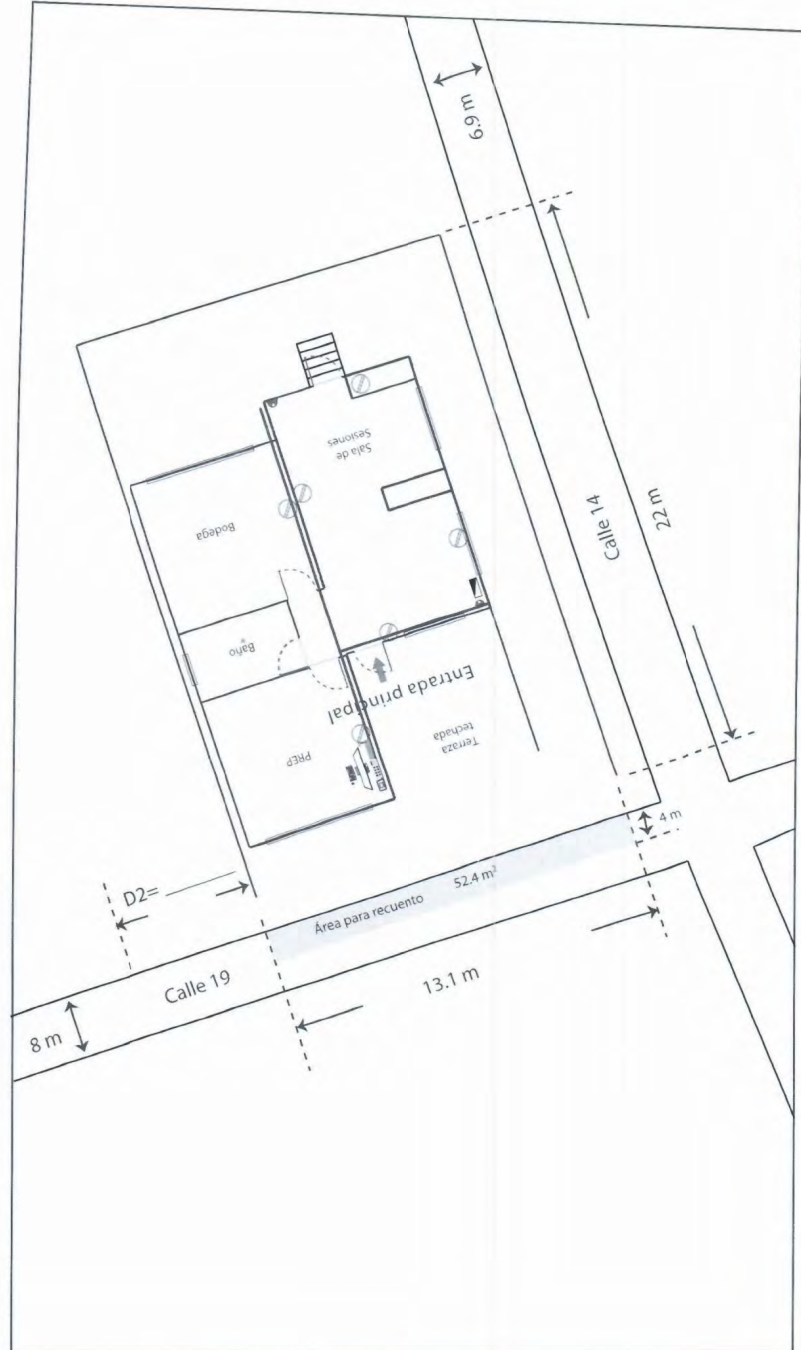 6.9 m
Sala de
Sesiones
Bodega
Calle 14
22 m
Baño
Entrada principal
Terraza
techada
PREP
4 m
D2=
52.4 m²
Área para recuento
Calle 19
13.1 m
8 m